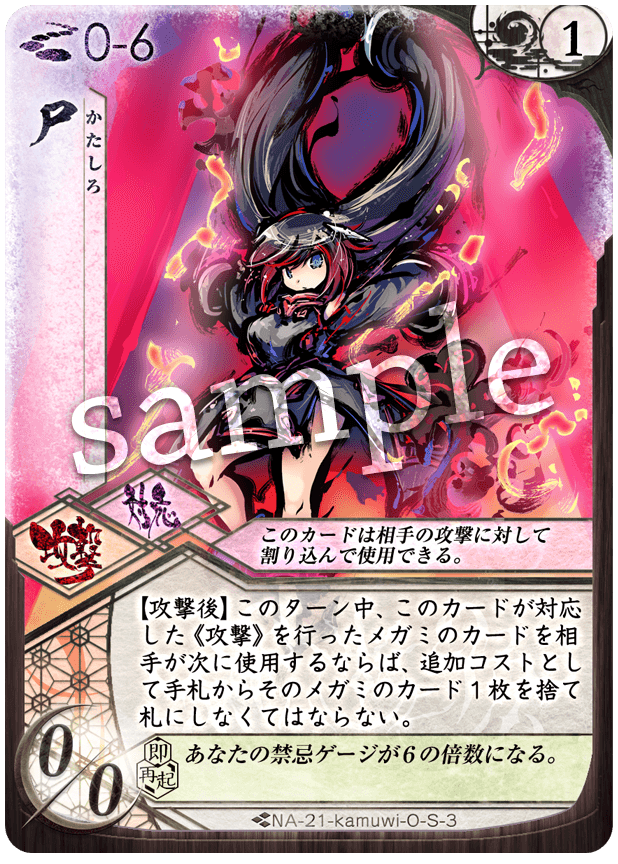 0-6
1
尸
かたしろ
sample
攻撃
対応
このカードは相手の攻撃に対して
割り込んで使用できる。
【攻撃後】このターン中、このカードが対応
した《攻撃》を行ったメガミのカードを相
手が次に使用するならば、追加コストとし
て手札からそのメガミのカード１枚を捨て
札にしなくてはならない。
0/0
即再起
あなたの禁忌ゲージが６の倍数になる。
NA-21-kamuwi-O-S-3